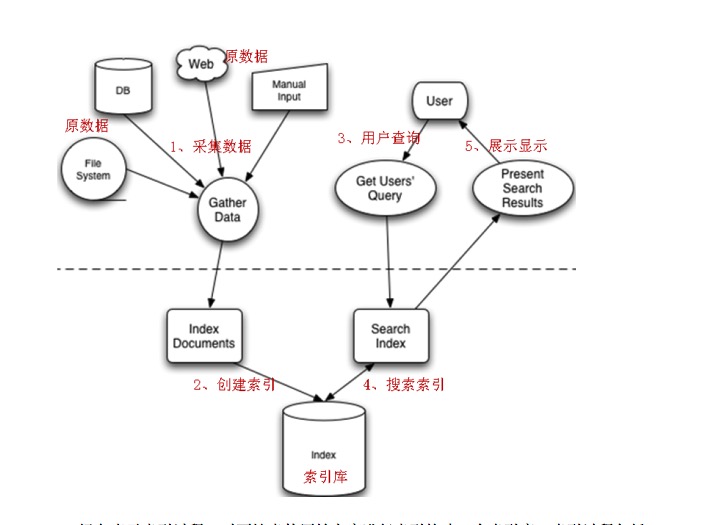 Web
原数据
DB
Manual
Input
User
原数据
1、采集数据
3、用户查询
5、展示显示
File
System
Gather
Data
Get Users'
Query
Present
Search
Results
Index
Documents
Search
Index
2、创建索引
4、搜索索引
Index
索引库